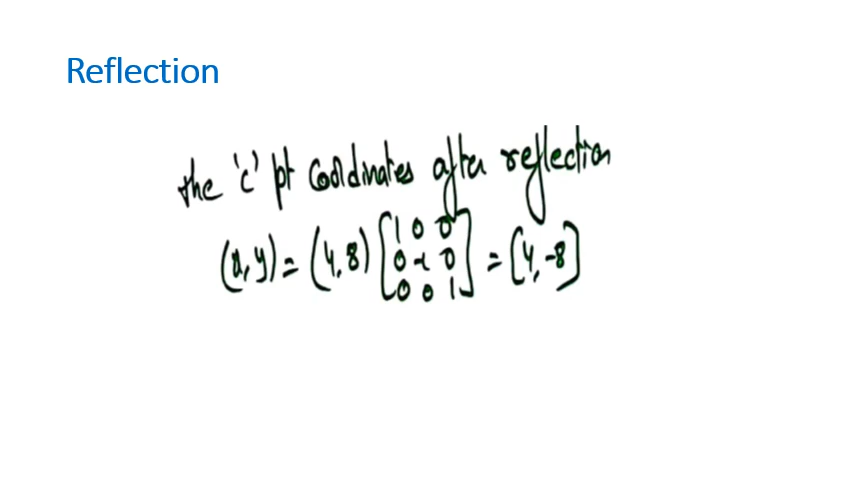 Reflection
the 'c' pt coordinates after reflection
(x, y) = (4, 8) [1 0 0
0 -1 0
0 0 1] = [4, -8]